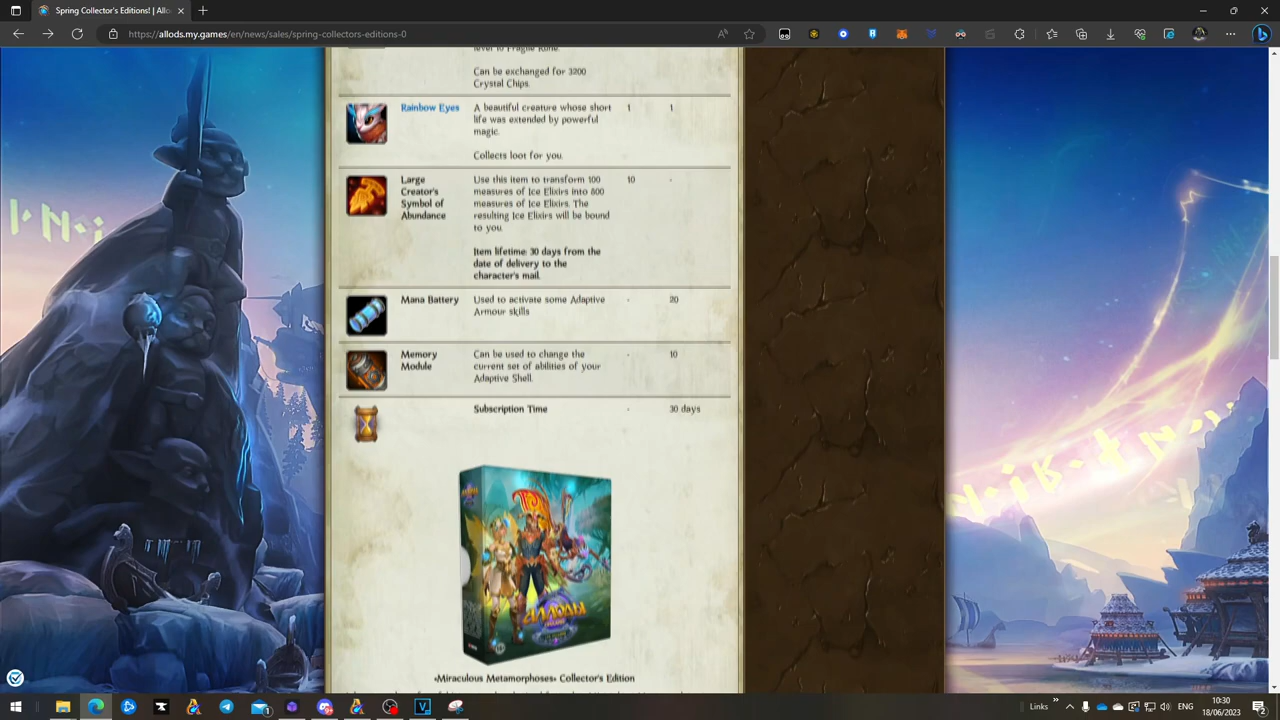 Spring Collector's Editions! | Allods
https://allods.my.games/en/news/sales/spring-collectors-editions-0
level to Prague Rune.
Can be exchanged for 3200
Crystal Chips.
Rainbow Eyes
A beautiful creature whose short
life was extended by powerful
magic.
Collects loot for you.
1
1
Large
Creator's
Symbol of
Abundance
Use this item to transform 100
measures of Ice Elixirs into 800
measures of Ice Elixirs. The
resulting Ice Elixirs will be bound
to you.
Item lifetime: 30 days from the
date of delivery to the
character's mail.
10
-
Mana Battery
Used to activate some Adaptive
Armour skills
-
20
Memory
Module
Can be used to change the
current set of abilities of your
Adaptive Shell.
-
10
Subscription Time
-
30 days
АЛЛОДЫ
«Miraculous Metamorphoses» Collector's Edition
Links
ENG
10:30
18/06/2023